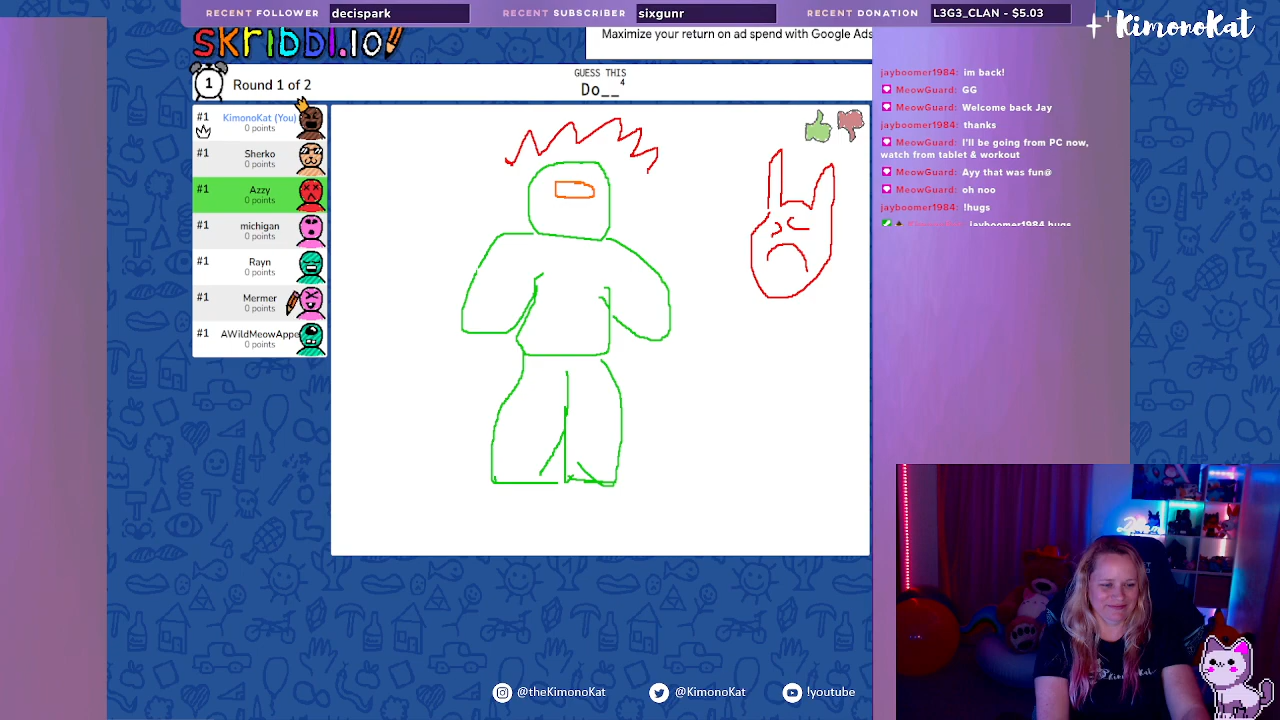 RECENT FOLLOWER decispark RECENT SUBSCRIBER sixgunr RECENT DONATION L3G3_CLAN - $5.03
KimonoKat
skribbl.io
Maximize your return on ad spend with Google Ads
1 Round 1 of 2
GUESS THIS
Do__ 4
#1 KimonoKat (You)
0 points
#1 Sherko
0 points
#1 Azzy
0 points
#1 michigan
0 points
#1 Rayn
0 points
#1 Mermer
0 points
#1 AWildMeowAppe
0 points
jayboomer1984: im back!
MeowGuard: GG
MeowGuard: Welcome back Jay
jayboomer1984: thanks
MeowGuard: I'll be going from PC now,
watch from tablet & workout
MeowGuard: Ayy that was fun@
MeowGuard: oh noo
jayboomer1984: !hugs
jayboomer1984 hugs
KimonoKat
@theKimonoKat @KimonoKat !youtube